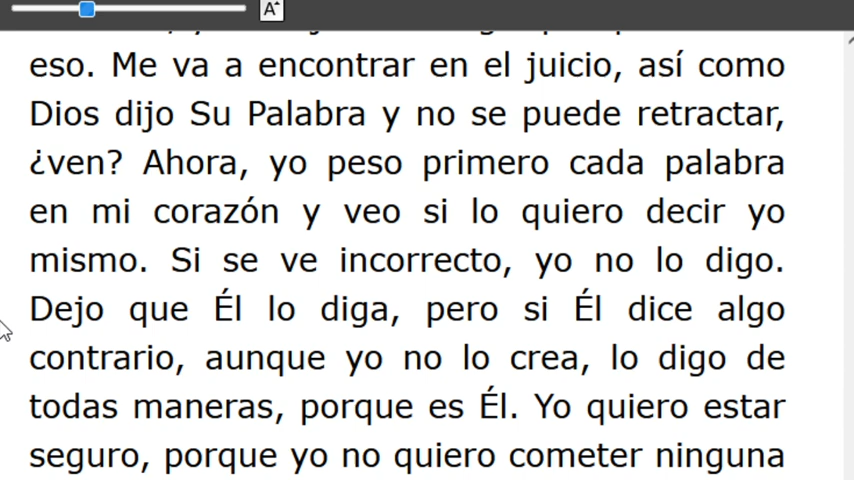 A
eso. Me va a encontrar en el juicio, así como
Dios dijo Su Palabra y no se puede retractar,
¿ven? Ahora, yo peso primero cada palabra
en mi corazón y veo si lo quiero decir yo
mismo. Si se ve incorrecto, yo no lo digo.
Dejo que Él lo diga, pero si Él dice algo
contrario, aunque yo no lo crea, lo digo de
todas maneras, porque es Él. Yo quiero estar
seguro, porque yo no quiero cometer ninguna